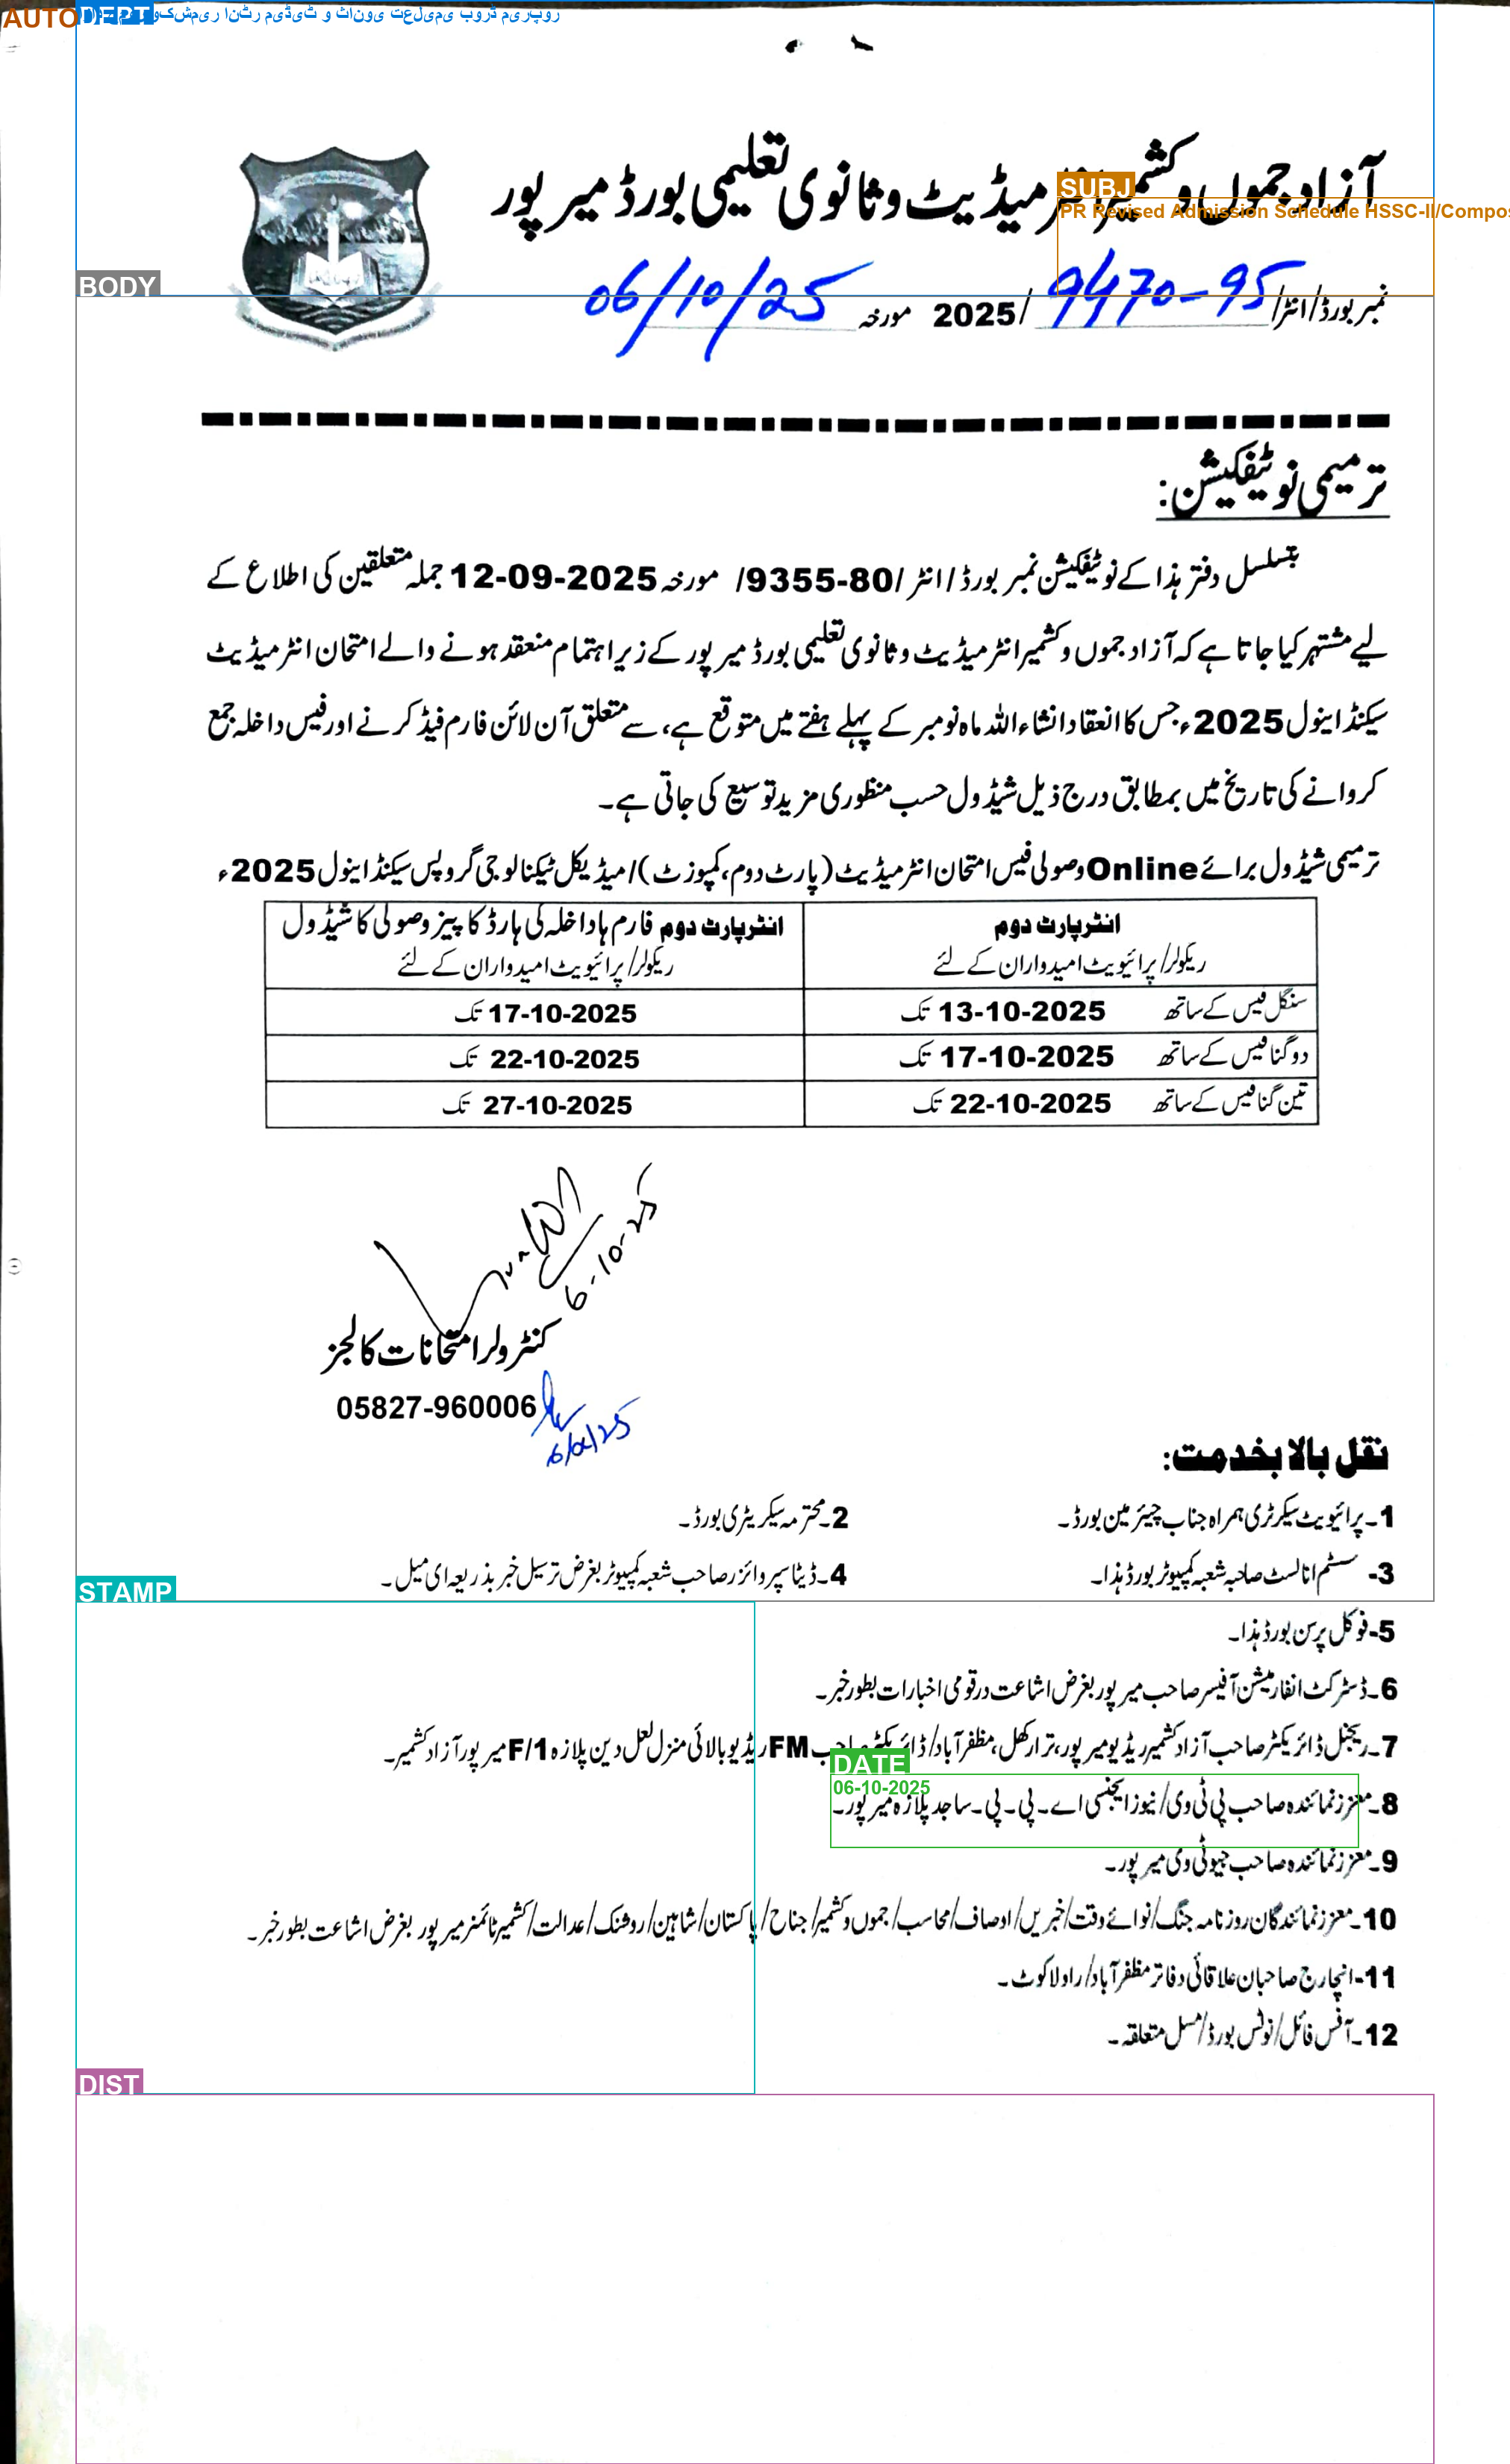 AUTO
DEPT
آزاد جموں و کشمیر انٹرمیڈیٹ و ثانوی تعلیمی بورڈ میرپور
SUBJ
PR Revised Admission Schedule HSSC-II/Compos
BODY
نمبر بورڈ/انٹر/ 9470-95 /2025 مورخہ 06/10/25
ترمیمی نوٹیفکیشن:
بتسلسل دفتر ہذا کے نوٹیفکیشن نمبر بورڈ/انٹر/9355-80/ مورخہ 12-09-2025 جملہ متعلقین کی اطلاع کے
لیے مشتہر کیا جاتا ہے کہ آزاد جموں و کشمیر انٹرمیڈیٹ و ثانوی تعلیمی بورڈ میرپور کے زیر اہتمام منعقد ہونے والے امتحان انٹرمیڈیٹ
سیکنڈ اینول 2025ء جس کا انعقاد انشاءاللہ ماہ نومبر کے پہلے ہفتے میں متوقع ہے، سے متعلق آن لائن فارم فیڈ کرنے اور فیس داخلہ جمع
کروانے کی تاریخ میں بمطابق درج ذیل شیڈول حسب منظوری مزید توسیع کی جاتی ہے۔
ترمیمی شیڈول برائے Online وصولی فیس امتحان انٹرمیڈیٹ (پارٹ دوم، کمپوزٹ)/میڈیکل ٹیکنالوجی گروپس سیکنڈ اینول 2025ء
انٹرپارٹ دوم انٹرپارٹ دوم فارم ہا داخلہ کی ہارڈ کاپیز وصولی کا شیڈول
ریگولر/پرائیویٹ امیدواران کے لئے ریگولر/پرائیویٹ امیدواران کے لئے
سنگل فیس کے ساتھ 13-10-2025 تک 17-10-2025 تک
دوگنا فیس کے ساتھ 17-10-2025 تک 22-10-2025 تک
تین گنا فیس کے ساتھ 22-10-2025 تک 27-10-2025 تک
6-10-25
کنٹرولر امتحانات کالجز
05827-960006
6/10/25
نقل بالا بخدمت:
1۔ پرائیویٹ سیکرٹری ہمراہ جناب چیئرمین بورڈ۔ 2۔ محترمہ سیکریٹری بورڈ۔
3- سسٹم انالسٹ صاحبہ شعبہ کمپیوٹر بورڈ ہذا۔ 4۔ ڈیٹا سپروائزر صاحب شعبہ کمپیوٹر بغرض ترسیل خبر بذریعہ ای میل۔
STAMP
5- فوکل پرسن بورڈ ہذا۔
6۔ ڈسٹرکٹ انفارمیشن آفیسر صاحب میرپور بغرض اشاعت در قومی اخبارات بطور خبر۔
7۔ ریجنل ڈائریکٹر صاحب آزاد کشمیر ریڈیو میرپور، تراڑکھل، مظفرآباد/ڈائریکٹر صاحب FM ریڈیو بالائی منزل لعل دین پلازہ F/1 میرپور آزاد کشمیر۔
DATE
06-10-2025
8۔ معزز نمائندہ صاحب پی ٹی وی/نیوز ایجنسی اے۔پی۔پی۔ساجد پلازہ میرپور۔
9۔ معزز نمائندہ صاحب جیو ٹی وی میرپور۔
10۔ معزز نمائندگان روزنامہ جنگ/نوائے وقت/خبریں/اوصاف/محاسب/جموں و کشمیر/جناح/پاکستان/شاہین/روشنک/عدالت/کشمیر ٹائمنر میرپور بغرض اشاعت بطور خبر۔
11- انچارج صاحبان علاقائی دفاتر مظفرآباد/راولاکوٹ۔
12۔ آفس فائل/نوٹس بورڈ/مسل متعلقہ۔
DIST